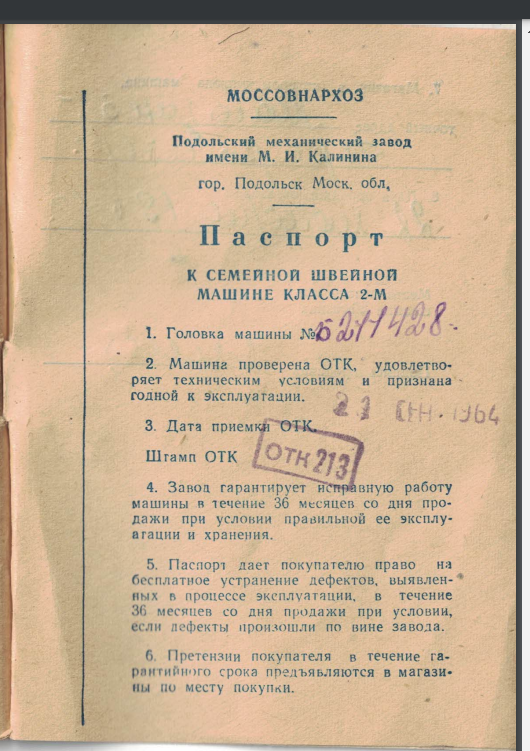 МОССОВНАРХОЗ
Подольский механический завод
имени М. И. Калинина
гор. Подольск Моск. обл,
Паспорт
К СЕМЕЙНОЙ ШВЕЙНОЙ
МАШИНЕ КЛАССА 2-М
1. Головка машины № 5211428.
2. Машина проверена ОТК, удовлетво-
ряет техническим условиям и признана
годной к эксплуатации.
СЕН. 1964
3. Дата приемки ОТК.
Штамп ОТК
ОТК 213
4. Завод гарантирует исправную работу
машины в течение 36 месяцев со дня про-
дажи при условии правильной ее эксплу-
атации и хранения.
5. Паспорт дает покупателю право на
бесплатное устранение дефектов, выявлен-
ных в процессе эксплуатации, в течение
36 месяцев со дня продажи при условии,
если дефекты произошли по вине завода.
6. Претензии покупателя в течение га-
рантийного срока предъявляются в магази-
ны по месту покупки.